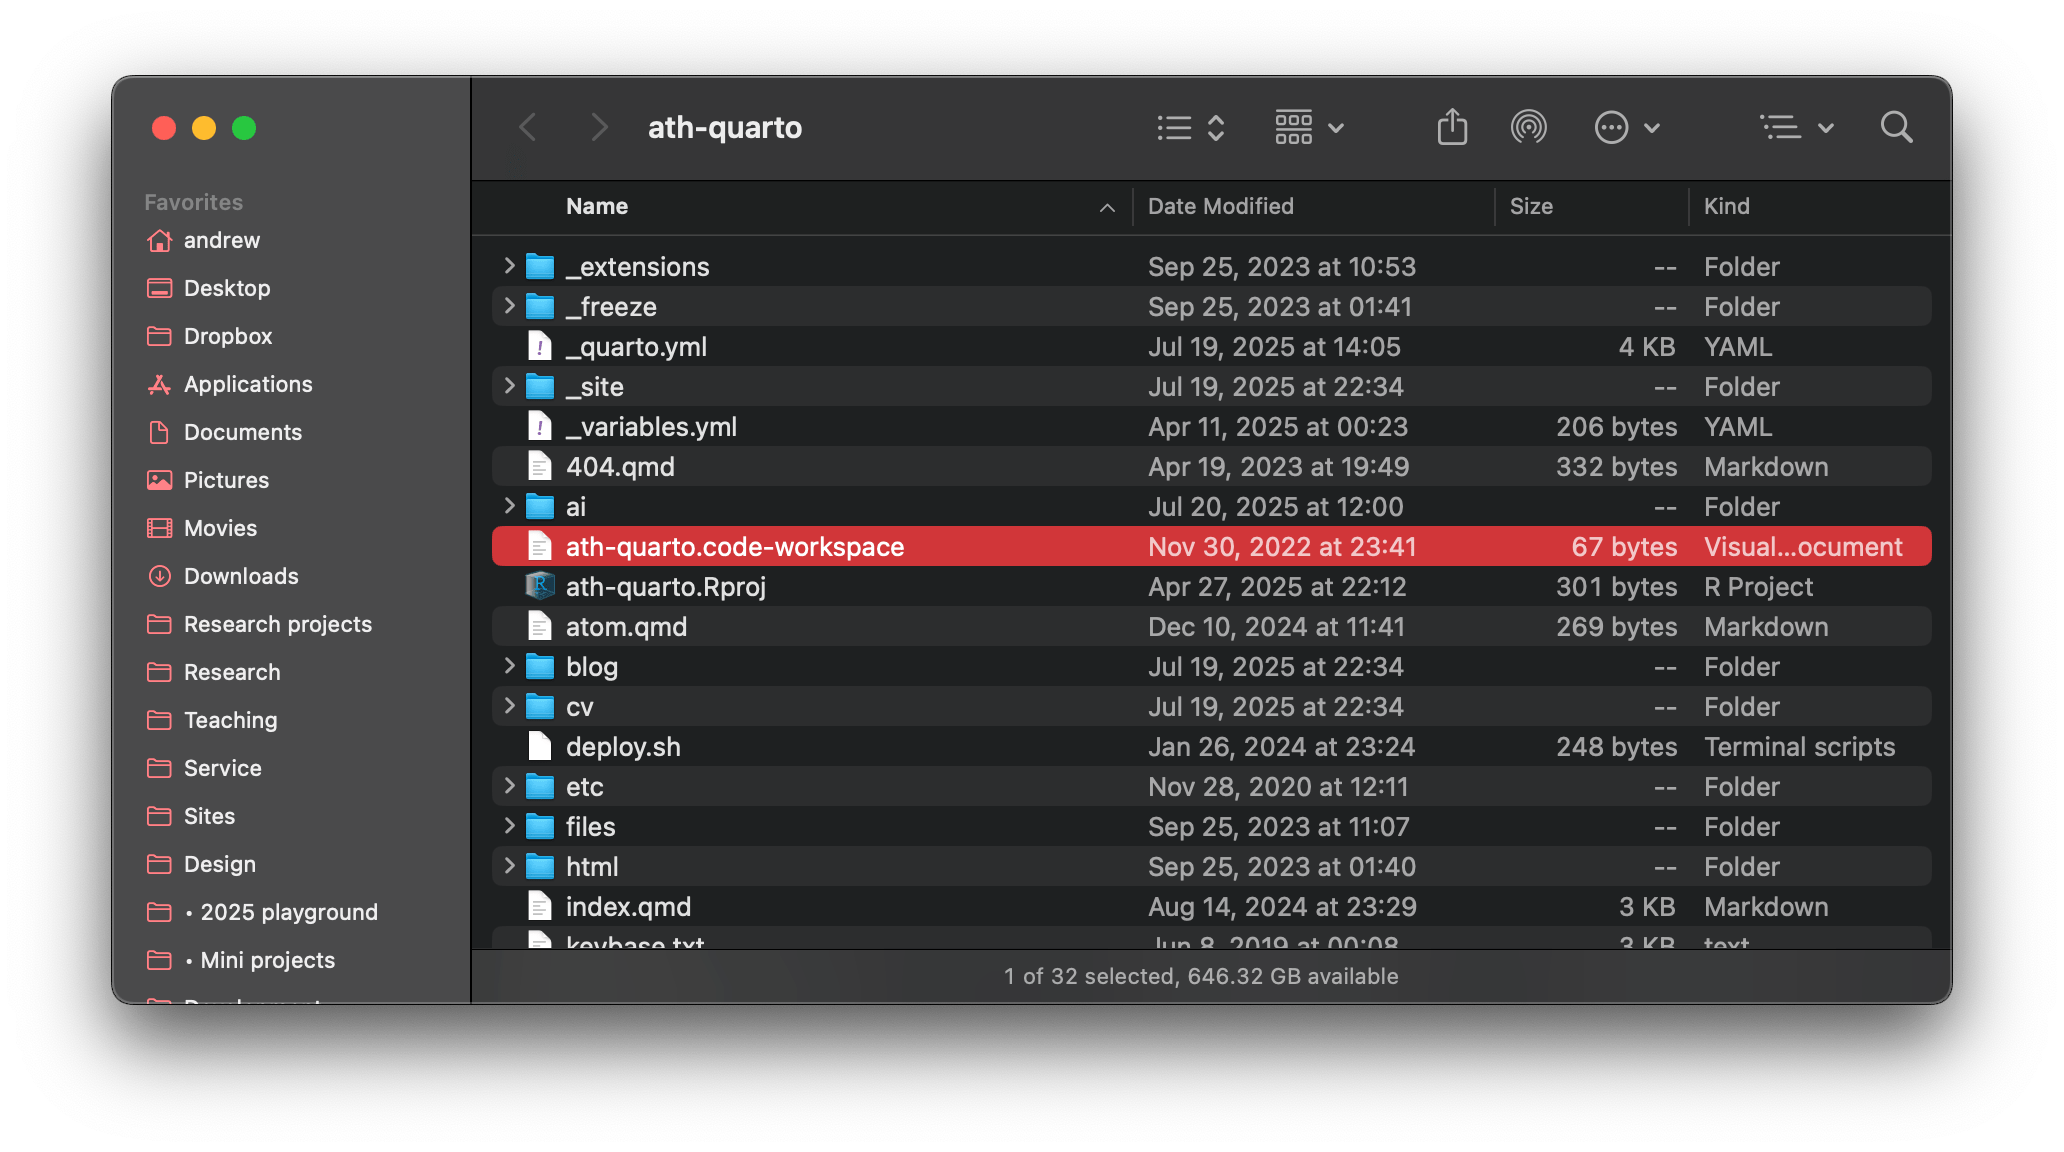 ath-quarto
Favorites
andrew
Desktop
Dropbox
Applications
Documents
Pictures
Movies
Downloads
Research projects
Research
Teaching
Service
Sites
Design
• 2025 playground
• Mini projects
Development
Name Date Modified Size Kind
_extensions Sep 25, 2023 at 10:53 -- Folder
_freeze Sep 25, 2023 at 01:41 -- Folder
_quarto.yml Jul 19, 2025 at 14:05 4 KB YAML
_site Jul 19, 2025 at 22:34 -- Folder
_variables.yml Apr 11, 2025 at 00:23 206 bytes YAML
404.qmd Apr 19, 2023 at 19:49 332 bytes Markdown
ai Jul 20, 2025 at 12:00 -- Folder
ath-quarto.code-workspace Nov 30, 2022 at 23:41 67 bytes Visual...ocument
ath-quarto.Rproj Apr 27, 2025 at 22:12 301 bytes R Project
atom.qmd Dec 10, 2024 at 11:41 269 bytes Markdown
blog Jul 19, 2025 at 22:34 -- Folder
cv Jul 19, 2025 at 22:34 -- Folder
deploy.sh Jan 26, 2024 at 23:24 248 bytes Terminal scripts
etc Nov 28, 2020 at 12:11 -- Folder
files Sep 25, 2023 at 11:07 -- Folder
html Sep 25, 2023 at 01:40 -- Folder
index.qmd Aug 14, 2024 at 23:29 3 KB Markdown
keybase.txt Jun 8, 2019 at 00:08 3 KB text
1 of 32 selected, 646.32 GB available